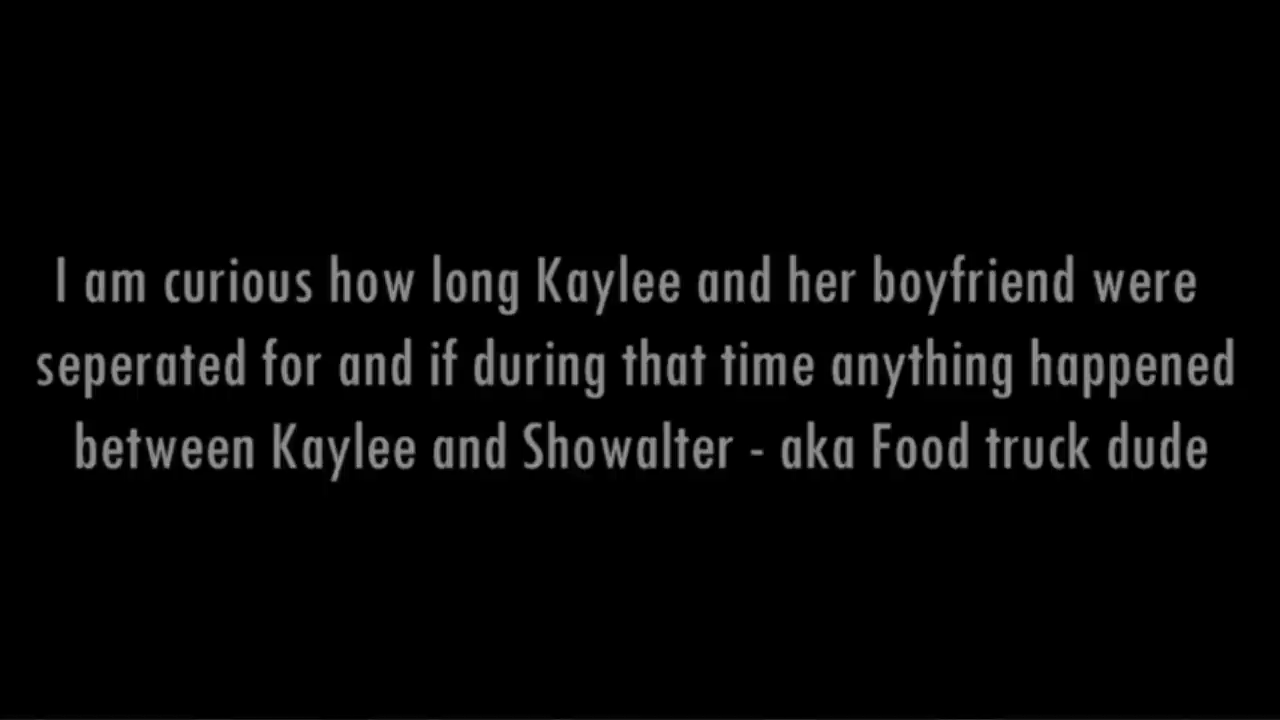 I am curious how long Kaylee and her boyfriend were
seperated for and if during that time anything happened
between Kaylee and Showalter - aka Food truck dude